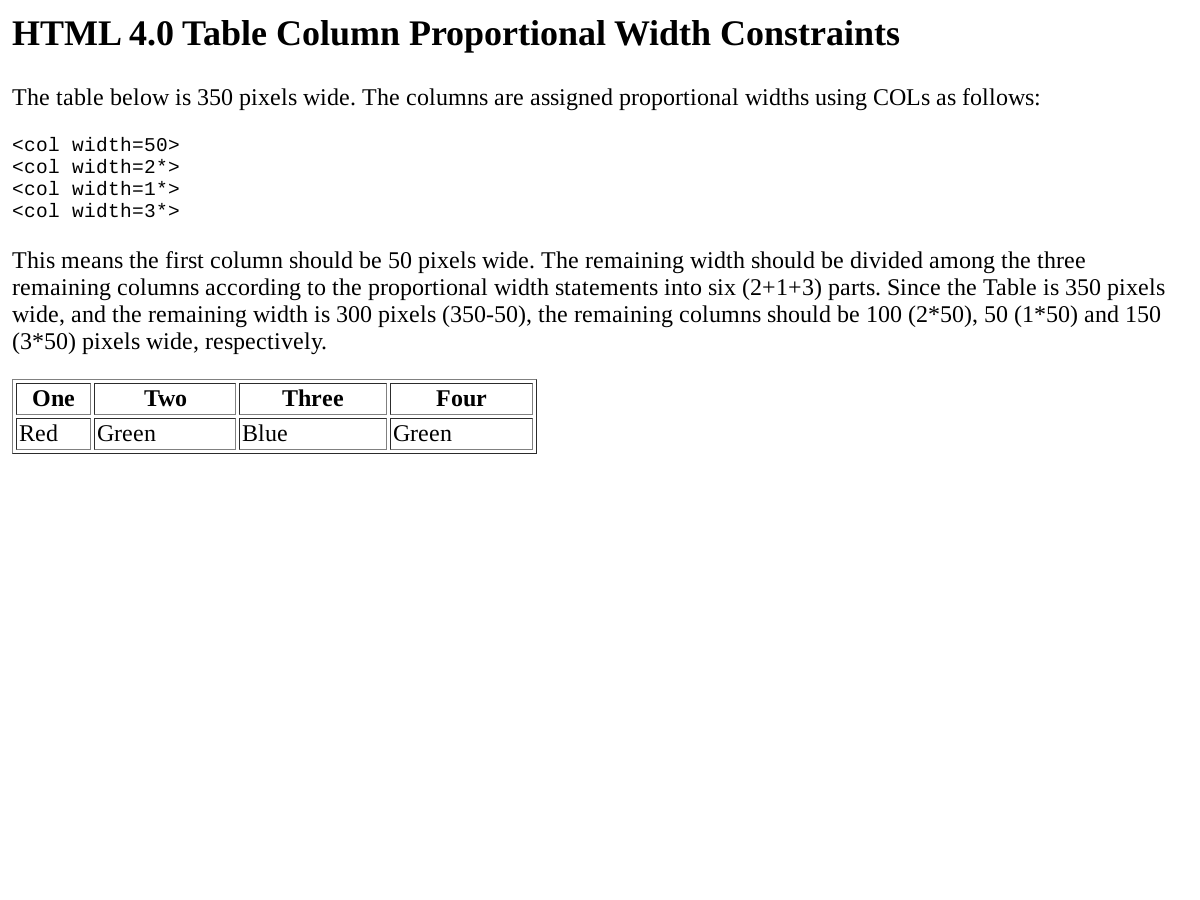 HTML 4.0 Table Column Proportional Width Constraints
The table below is 350 pixels wide. The columns are assigned proportional widths using COLs as follows:
<col width=50>
<col width=2*>
<col width=1*>
<col width=3*>
This means the first column should be 50 pixels wide. The remaining width should be divided among the three
remaining columns according to the proportional width statements into six (2+1+3) parts. Since the Table is 350 pixels
wide, and the remaining width is 300 pixels (350-50), the remaining columns should be 100 (2*50), 50 (1*50) and 150
(3*50) pixels wide, respectively.
One Two Three Four
Red Green Blue Green